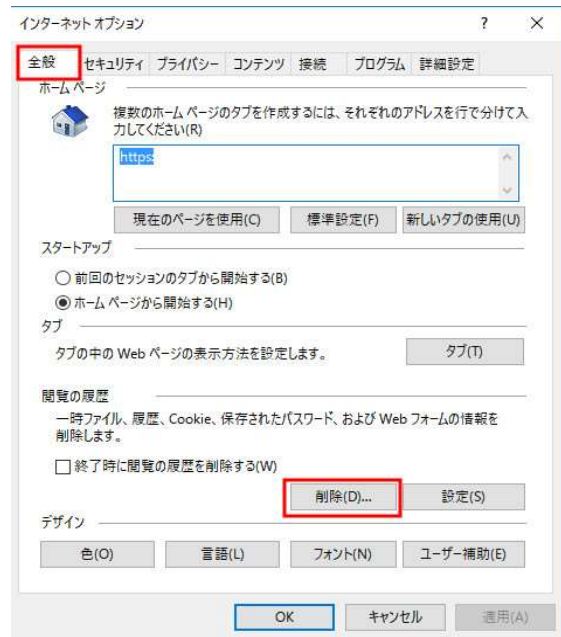 インターネット オプション ? ×
全般 セキュリティ プライバシー コンテンツ 接続 プログラム 詳細設定
ホーム ページ
複数のホーム ページのタブを作成するには、それぞれのアドレスを行で分けて入
力してください(R)
https:
現在のページを使用(C) 標準設定(F) 新しいタブの使用(U)
スタートアップ
前回のセッションのタブから開始する(B)
ホーム ページから開始する(H)
タブ
タブの中の Web ページの表示方法を設定します。 タブ(T)
閲覧の履歴
一時ファイル、履歴、Cookie、保存されたパスワード、および Web フォームの情報を
削除します。
終了時に閲覧の履歴を削除する(W)
削除(D)... 設定(S)
デザイン
色(O) 言語(L) フォント(N) ユーザー補助(E)
OK キャンセル 適用(A)